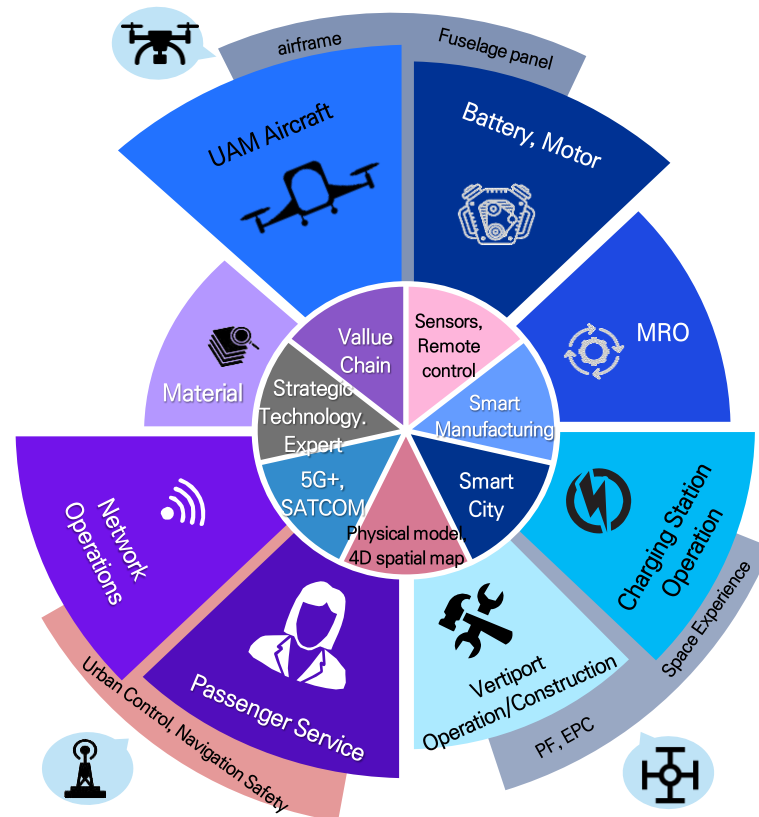 airframe
Fuselage panel
UAM Aircraft
Battery, Motor
MRO
Material
Vallue
Chain
Sensors,
Remote
control
Strategic
Technology.
Expert
Smart
Manufacturing
5G+,
SATCOM
Smart
City
Physical model,
4D spatial map
Network
Operations
Charging Station
Operation
Space Experience
Passenger Service
Vertiport
Operation/Construction
Urban Control, Navigation Safety
PF, EPC